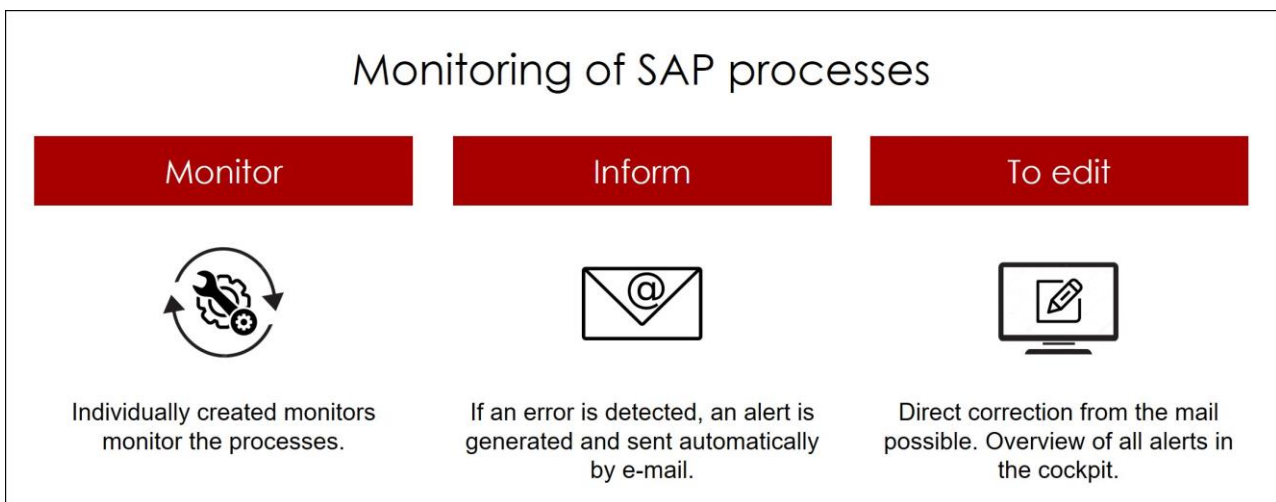 Monitoring of SAP processes
Monitor
Inform
To edit
@
Individually created monitors
monitor the processes.
If an error is detected, an alert is
generated and sent automatically
by e-mail.
Direct correction from the mail
possible. Overview of all alerts in
the cockpit.